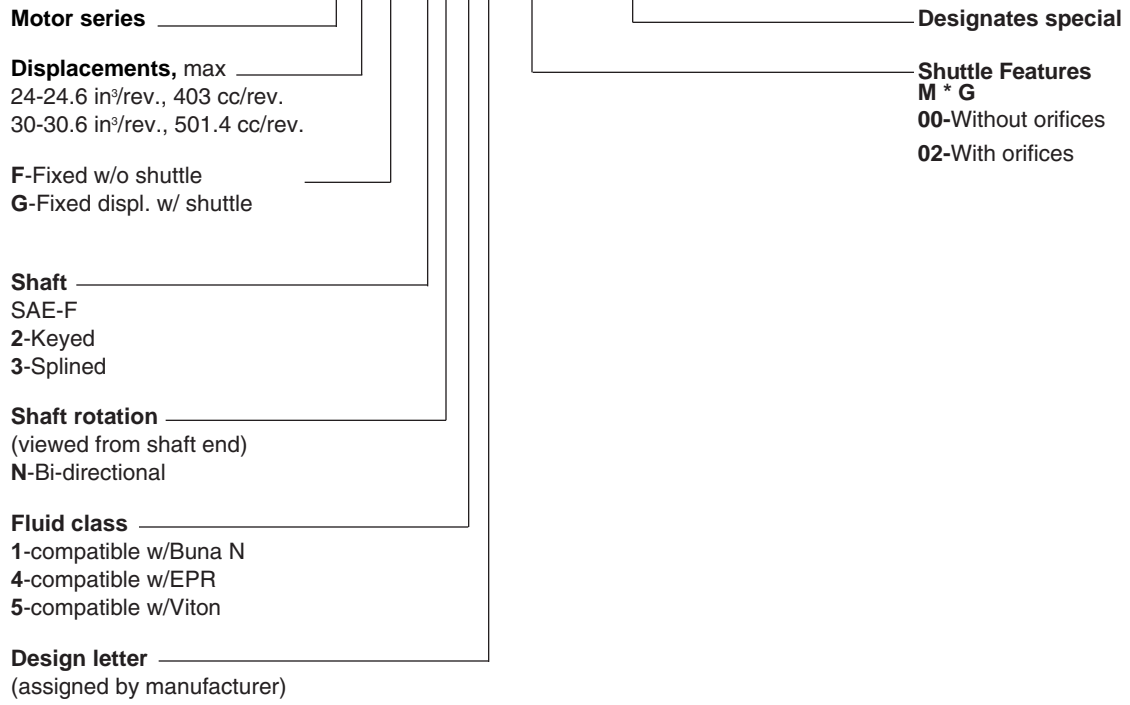 Motor series
Displacements, max
24-24.6 in³/rev., 403 cc/rev.
30-30.6 in³/rev., 501.4 cc/rev.
F-Fixed w/o shuttle
G-Fixed displ. w/ shuttle
Shaft
SAE-F
2-Keyed
3-Splined
Shaft rotation
(viewed from shaft end)
N-Bi-directional
Fluid class
1-compatible w/Buna N
4-compatible w/EPR
5-compatible w/Viton
Design letter
(assigned by manufacturer)
Designates special
Shuttle Features
M * G
00-Without orifices
02-With orifices